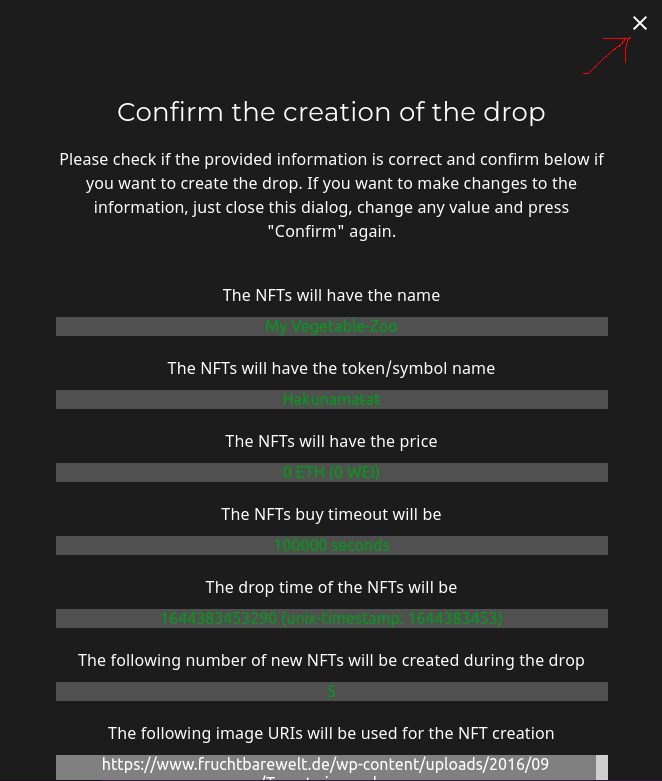 Confirm the creation of the drop
Please check if the provided information is correct and confirm below if
you want to create the drop. If you want to make changes to the
information, just close this dialog, change any value and press
"Confirm" again.
The NFTs will have the name
My Vegetable-Zoo
The NFTs will have the token/symbol name
Hakunamatat
The NFTs will have the price
0 ETH (0 WEI)
The NFTs buy timeout will be
100000 seconds
The drop time of the NFTs will be
1644383453290 (unix-timestamp: 1644383453)
The following number of new NFTs will be created during the drop
5
The following image URIs will be used for the NFT creation
https://www.fruchtbarewelt.de/wp-content/uploads/2016/09